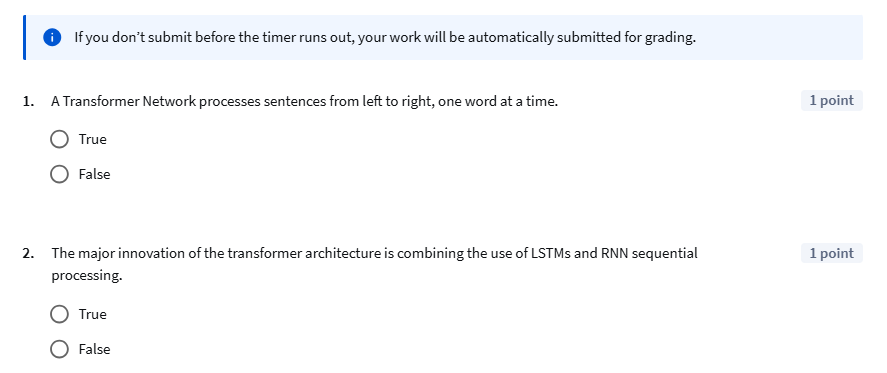 If you don't submit before the timer runs out, your work will be automatically submitted for grading.
1. A Transformer Network processes sentences from left to right, one word at a time. 1 point
True
False
2. The major innovation of the transformer architecture is combining the use of LSTMs and RNN sequential 1 point
processing.
True
False